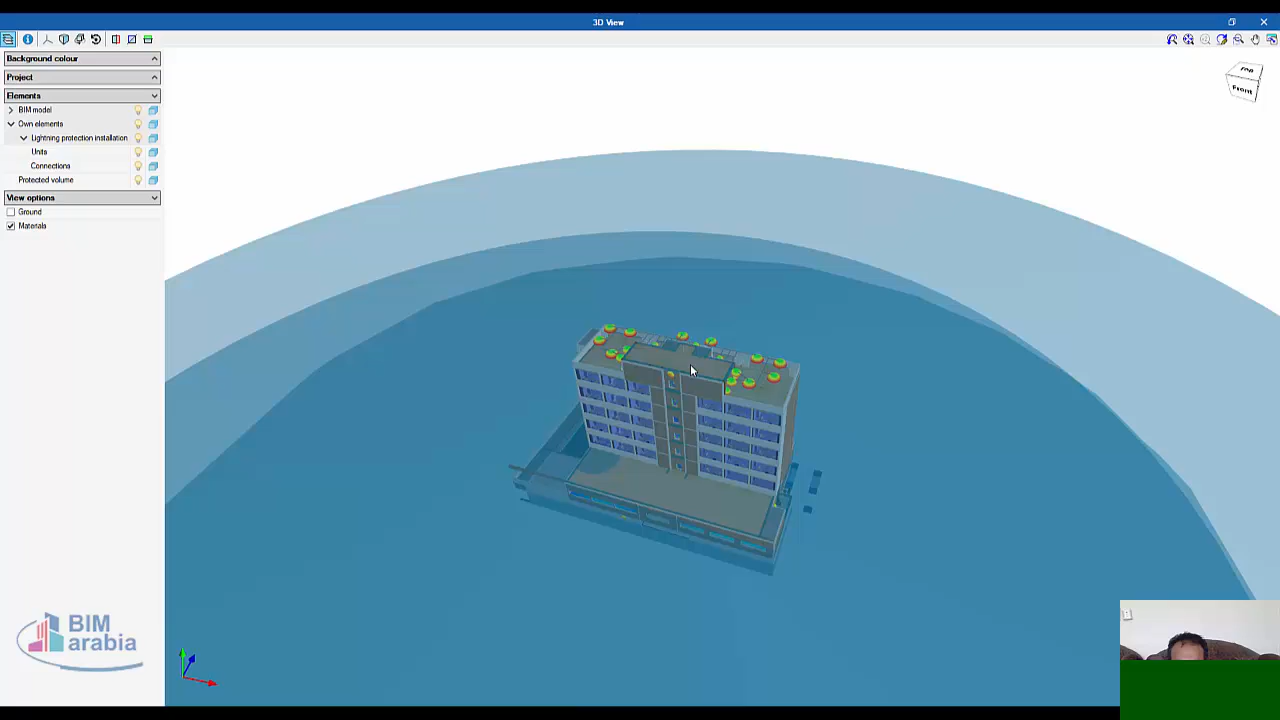 3D View
Background colour
Project
Elements
BIM model
Own elements
Lightning protection installation
Units
Connections
Protected volume
View options
Ground
Materials
Top
Front
BIM
arabia